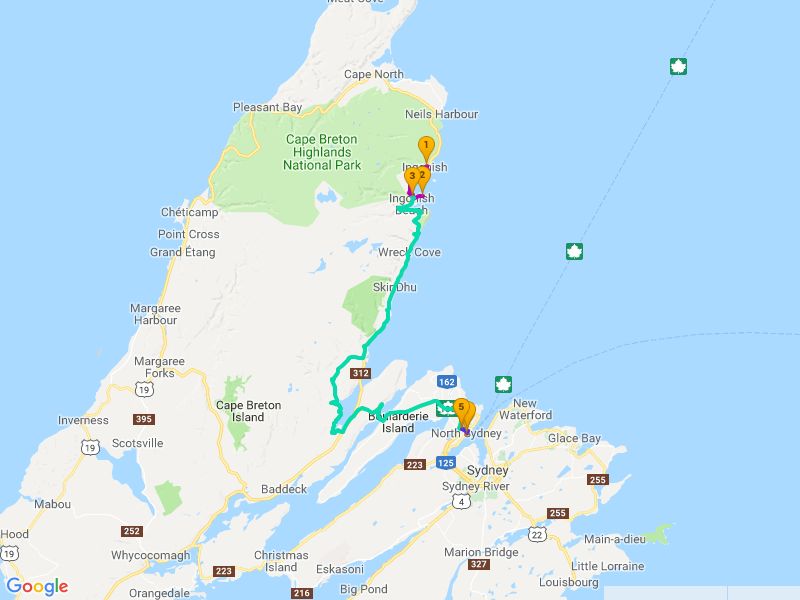 Meat Cove
Cape North
Pleasant Bay
Neils Harbour
Cape Breton
Highlands
National Park
1
Ingonish
3
2
Ingonish
Beach
Chéticamp
Point Cross
Grand Étang
Wreck Cove
Skir Dhu
Margaree
Harbour
Margaree
Forks
312
162
19
Cape Breton
Island
Boularderie
Island
5
New
Waterford
Inverness
395
North Sydney
Glace Bay
Scotsville
19
223
125
Sydney
255
Baddeck
Sydney River
4
Mabou
255
Hood
252
22
Main-a-dieu
19
Whycocomagh
Christmas
Island
Marion Bridge
Eskasoni
327
Little Lorraine
223
Louisbourg
Orangedale
216
Big Pond
Google